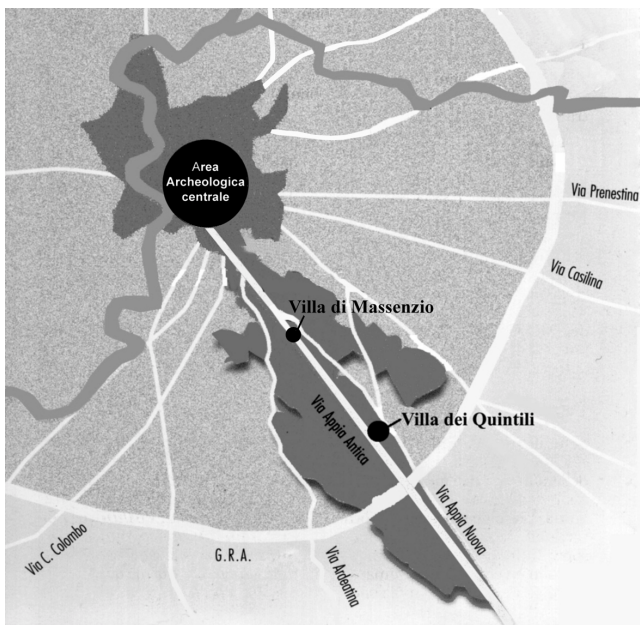 Area
Archeologica
centrale
Via Prenestina
Via Casilina
Villa di Massenzio
Villa dei Quintili
Via Appia Antica
Via Appia Nuova
Via C. Colombo
G.R.A.
Via Ardeatina